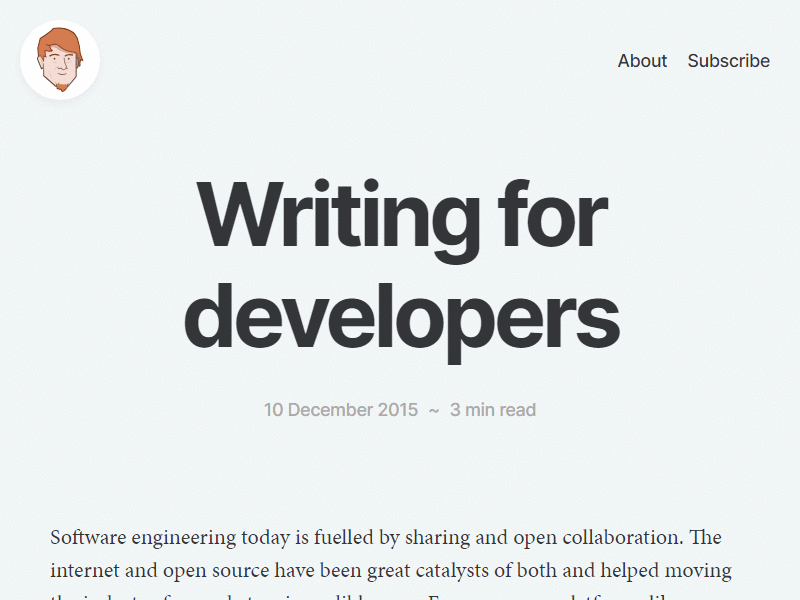 About Subscribe
Writing for
developers
10 December 2015 ~ 3 min read
Software engineering today is fuelled by sharing and open collaboration. The
internet and open source have been great catalysts of both and helped moving